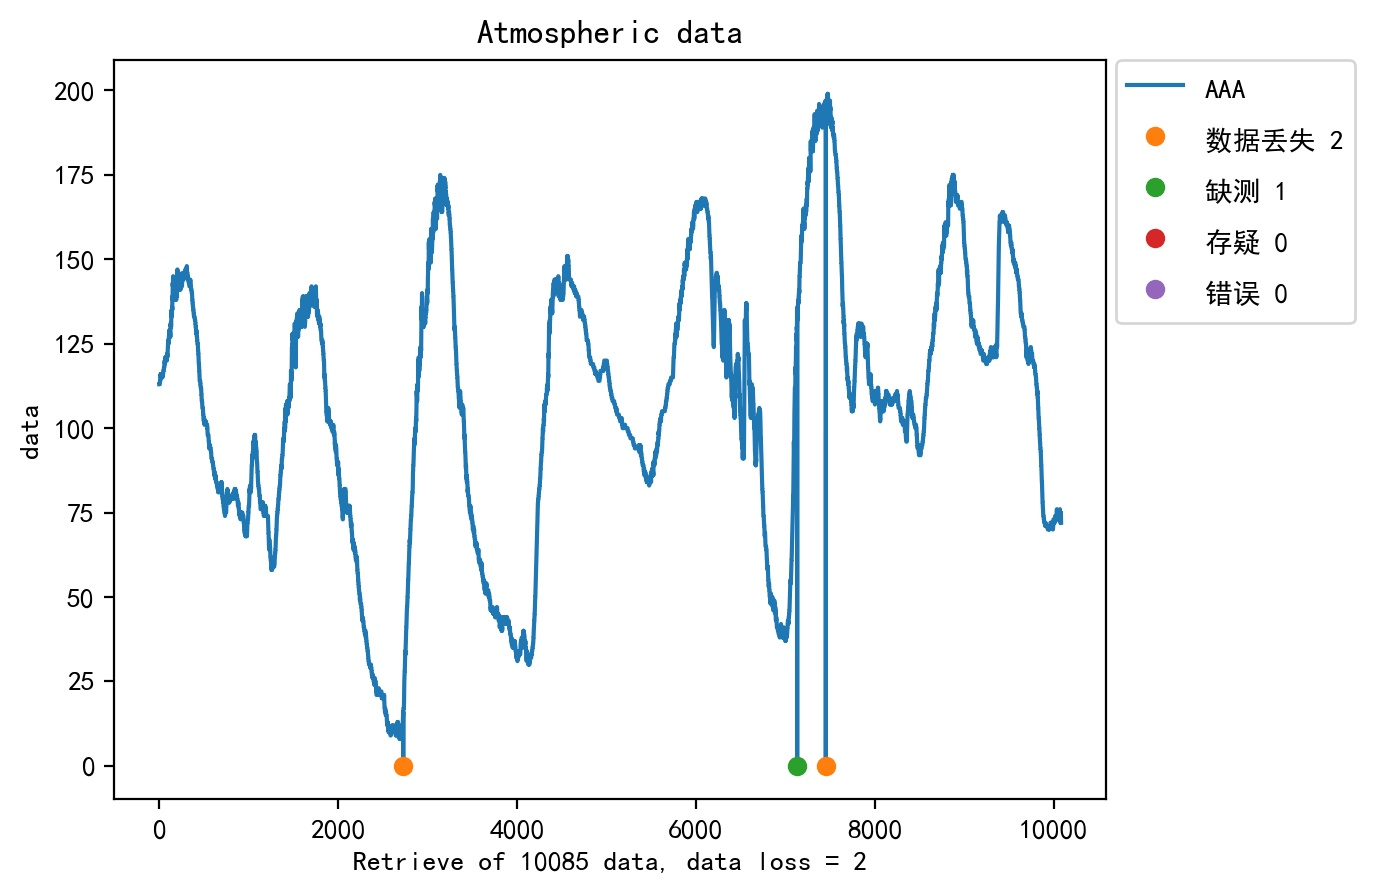 Atmospheric data
200
175
150
125
100
75
50
25
0
data
0 2000 4000 6000 8000 10000
Retrieve of 10085 data, data loss = 2
AAA
数据丢失 2
缺测 1
存疑 0
错误 0